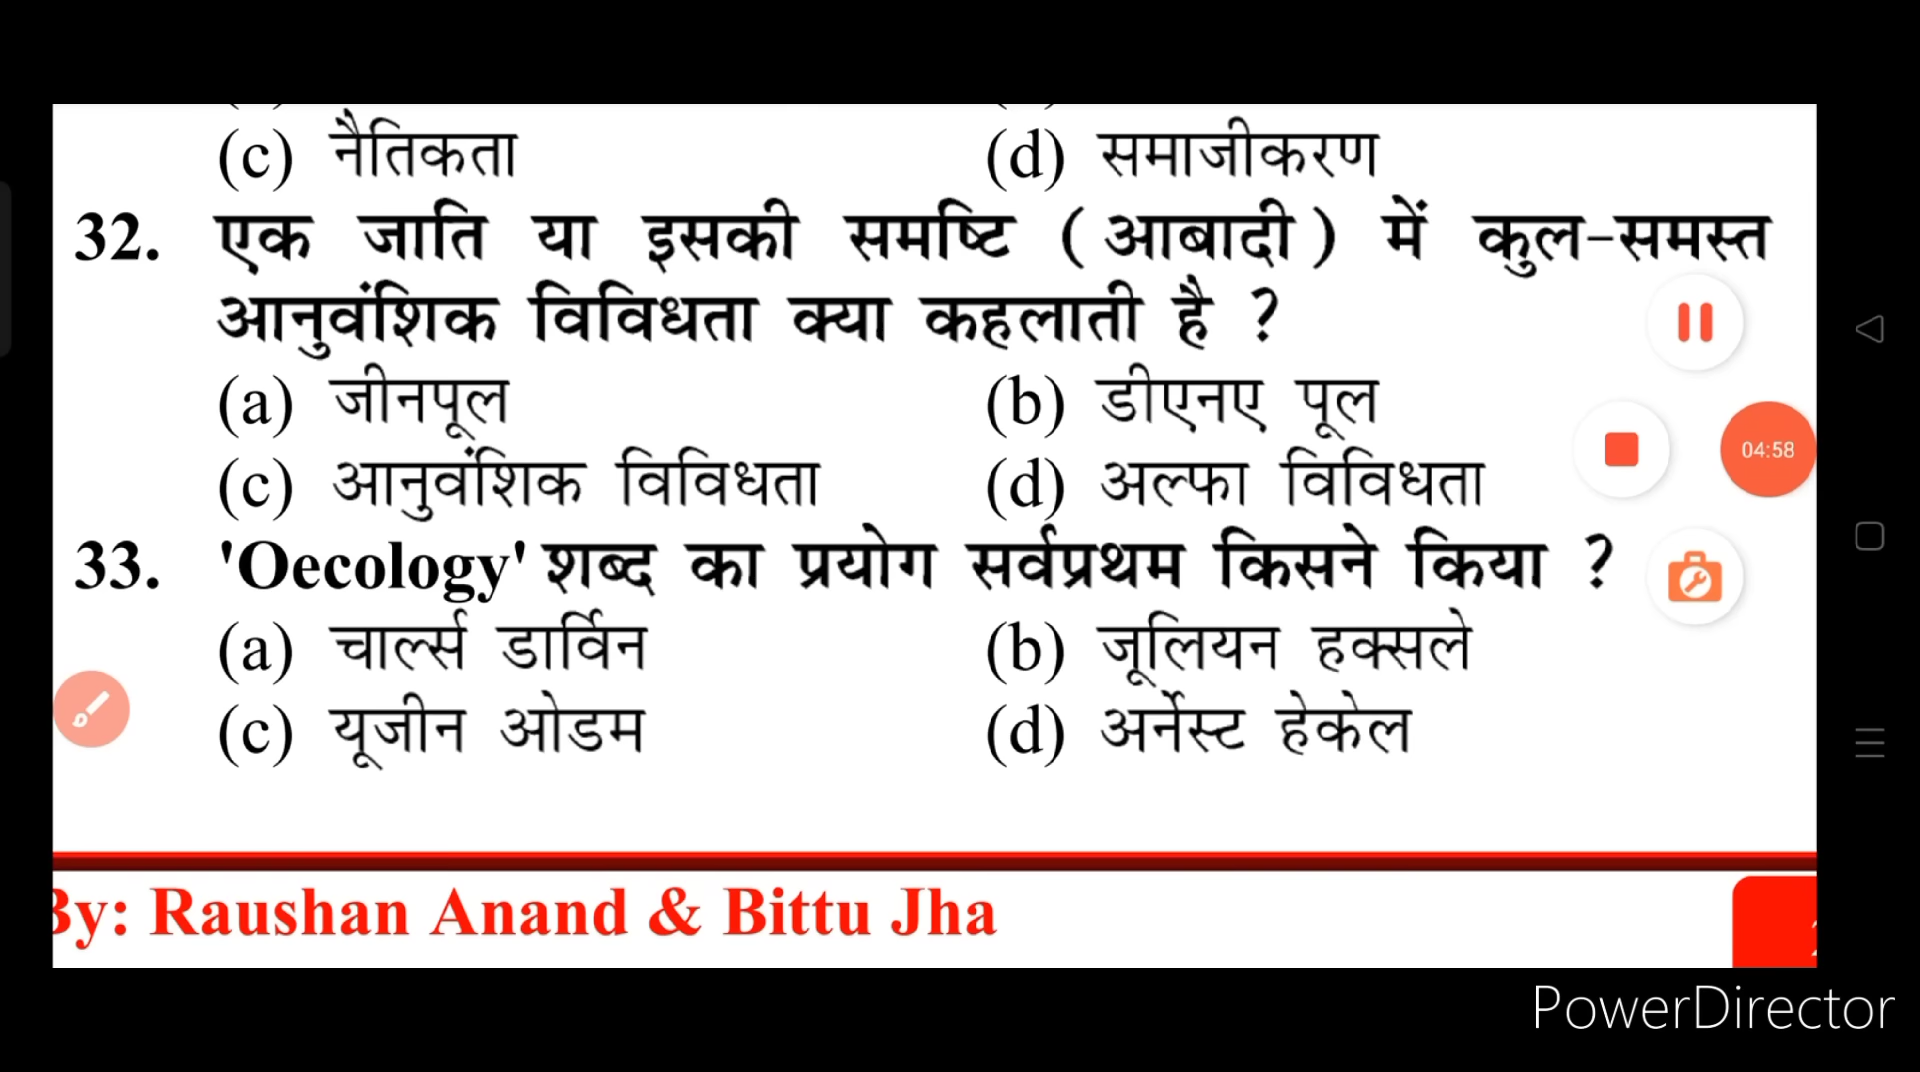 (c) नैतिकता (d) समाजीकरण
32. एक जाति या इसकी समष्टि (आबादी) में कुल-समस्त
आनुवंशिक विविधता क्या कहलाती है ?
(a) जीनपूल (b) डीएनए पूल
(c) आनुवंशिक विविधता (d) अल्फा विविधता
04:58
33. 'Oecology' शब्द का प्रयोग सर्वप्रथम किसने किया ?
(a) चार्ल्स डार्विन (b) जूलियन हक्सले
(c) यूजीन ओडम (d) अर्नेस्ट हेकेल
By: Raushan Anand & Bittu Jha
PowerDirector